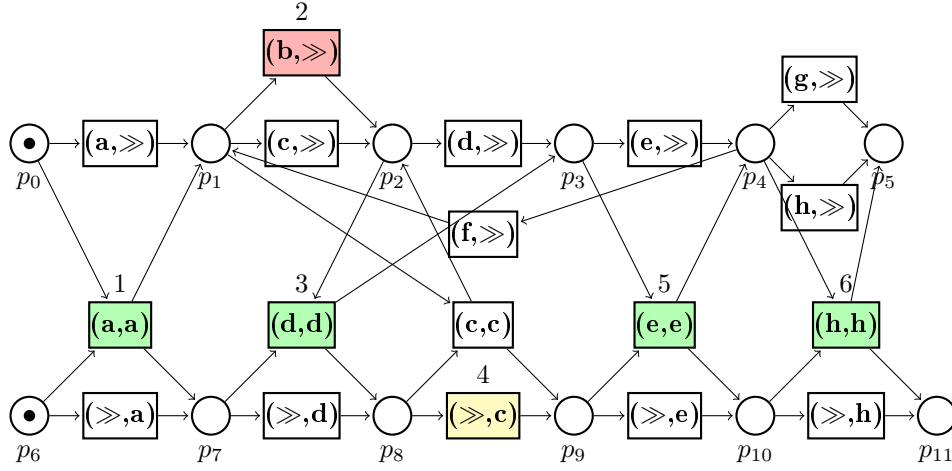 2
(b,≫)
(g,≫)
(a,≫) (c,≫) (d,≫) (e,≫)
p0 p1 p2 p3 p4 p5
(h,≫)
(f,≫)
1 3 5 6
(a,a) (d,d) (c,c) (e,e) (h,h)
4
(≫,a) (≫,d) (≫,c) (≫,e) (≫,h)
p6 p7 p8 p9 p10 p11